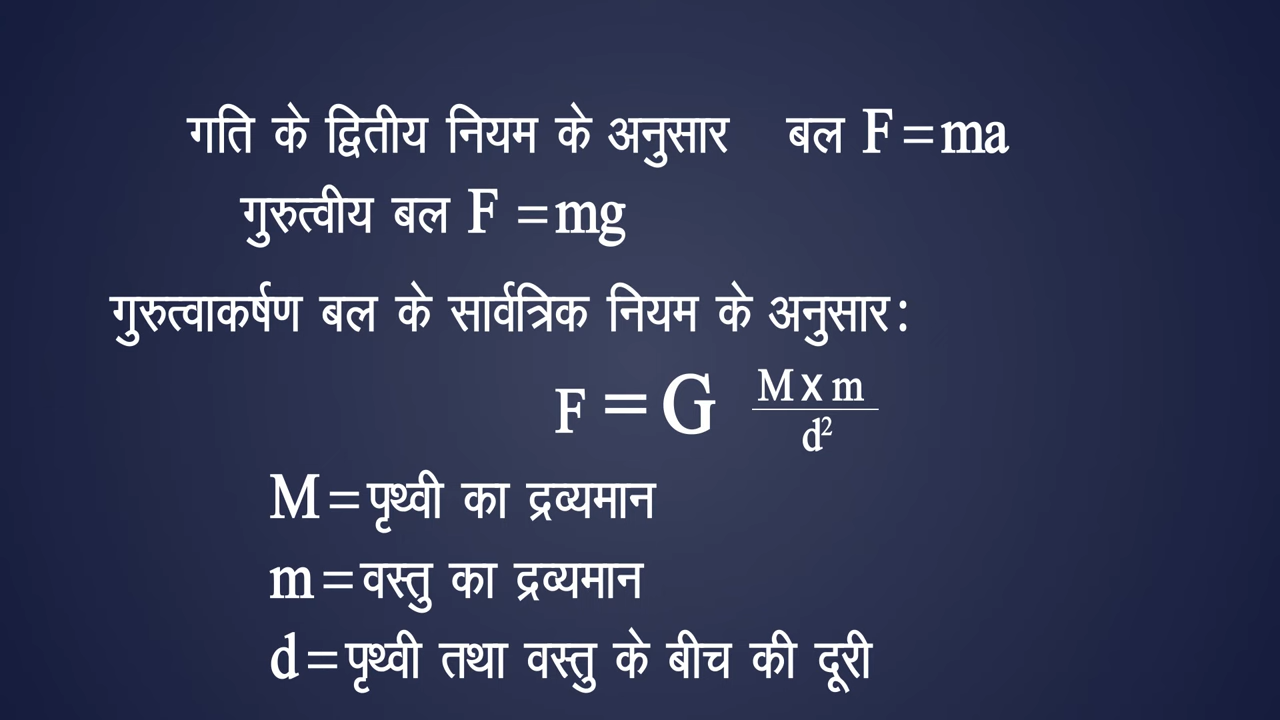 गति के द्वितीय नियम के अनुसार बल F = ma
गुरुत्वीय बल F = mg
गुरुत्वाकर्षण बल के सार्वत्रिक नियम के अनुसार:
F = G M x m / d²
M = पृथ्वी का द्रव्यमान
m = वस्तु का द्रव्यमान
d = पृथ्वी तथा वस्तु के बीच की दूरी